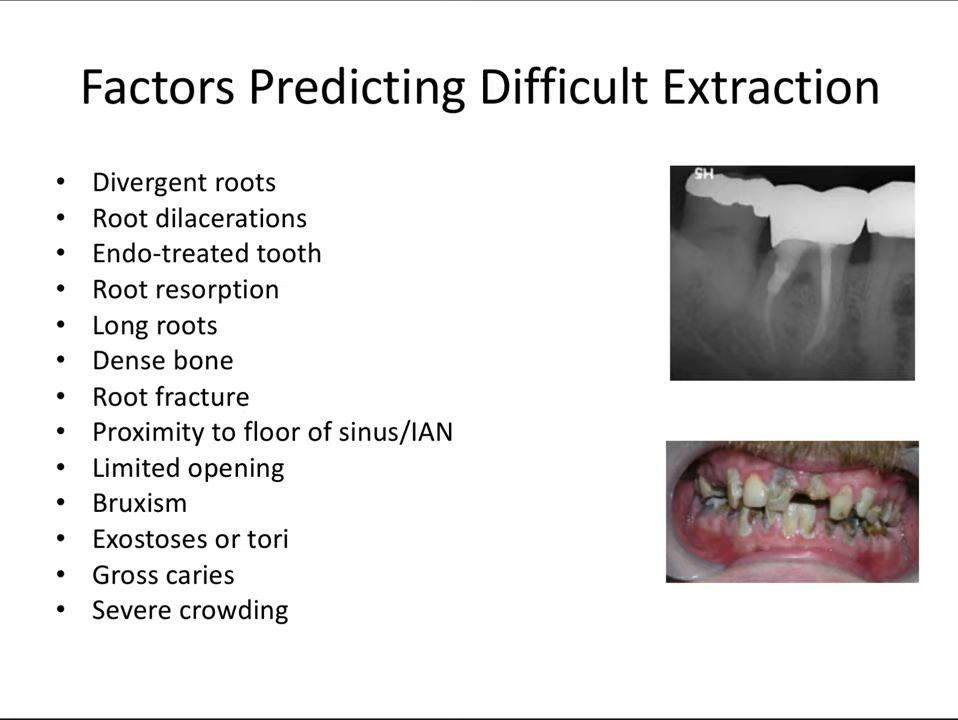 Factors Predicting Difficult Extraction
• Divergent roots
• Root dilacerations
• Endo-treated tooth
• Root resorption
• Long roots
• Dense bone
• Root fracture
• Proximity to floor of sinus/IAN
• Limited opening
• Bruxism
• Exostoses or tori
• Gross caries
• Severe crowding